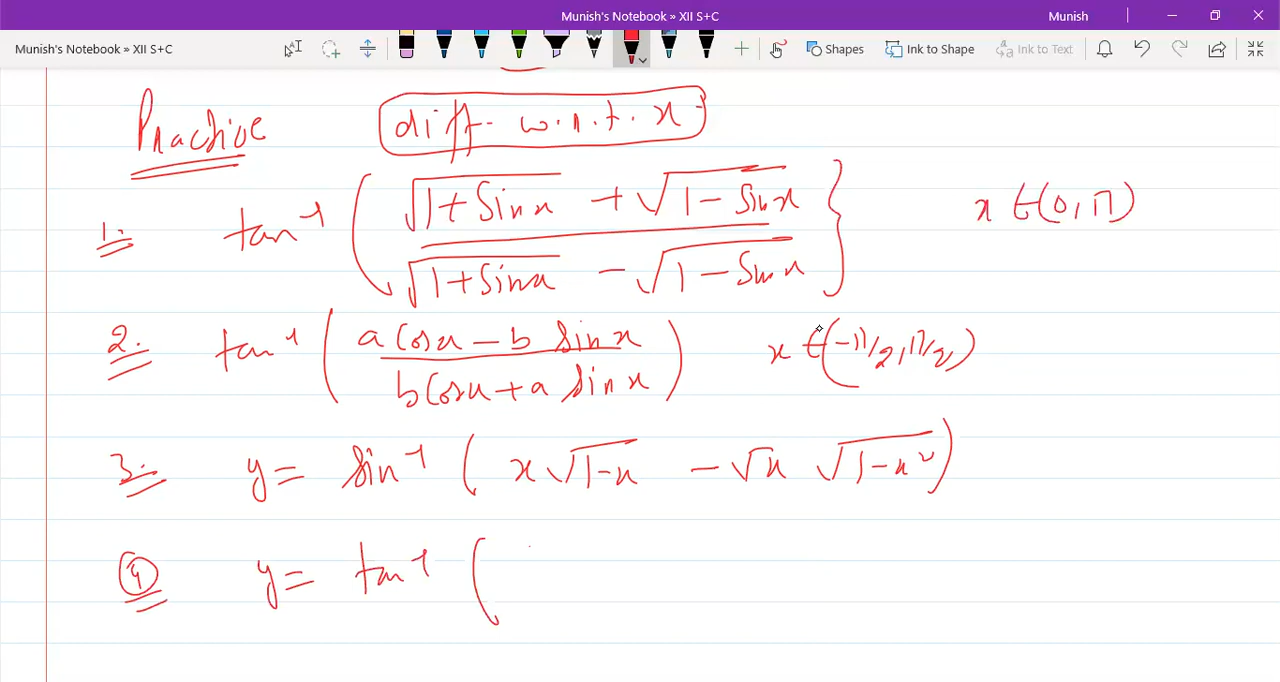 Munish's Notebook » XII S+C
Munish
Munish's Notebook » XII S+C
Shapes
Ink to Shape
Ink to Text
Practice
diff. w.r.t. x.
1. tan⁻¹ ( (√(1+Sinx) + √(1-Sinx)) / (√(1+Sinx) - √(1-Sinx)) } x ∈ (0, π)
2. tan⁻¹ ( (a Cosx - b sinx) / (b Cosx + a sinx) ) x ∈ (-π/2, π/2)
3. y = sin⁻¹ ( x√(1-x) - √x √(1-x²) )
④ y = tan⁻¹ (